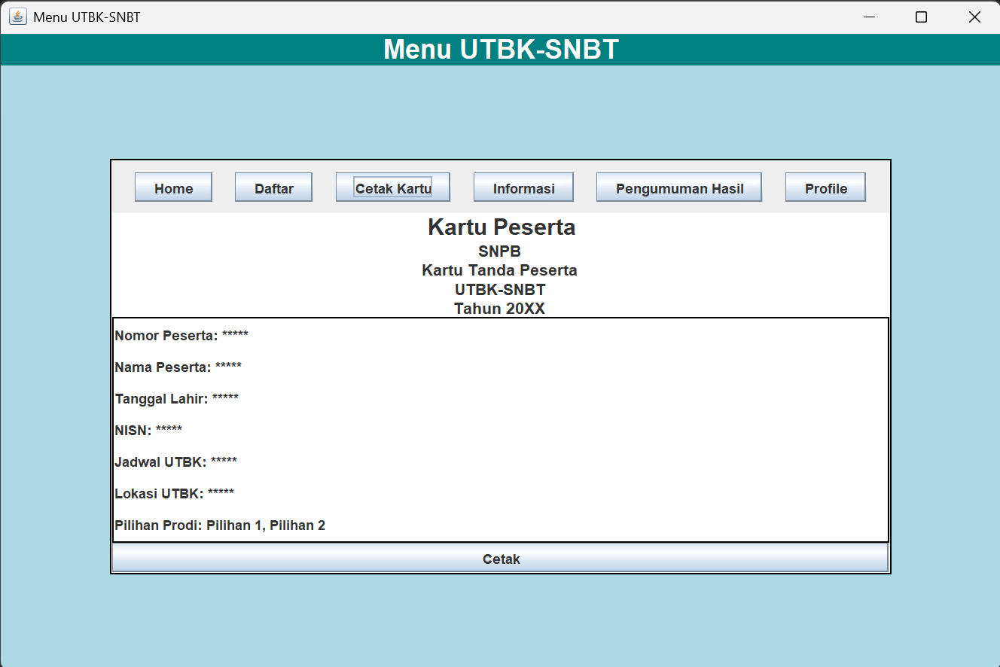 Menu UTBK-SNBT
Menu UTBK-SNBT
Home Daftar Cetak Kartu Informasi Pengumuman Hasil Profile
Kartu Peserta
SNPB
Kartu Tanda Peserta
UTBK-SNBT
Tahun 20XX
Nomor Peserta: *****
Nama Peserta: *****
Tanggal Lahir: *****
NISN: *****
Jadwal UTBK: *****
Lokasi UTBK: *****
Pilihan Prodi: Pilihan 1, Pilihan 2
Cetak